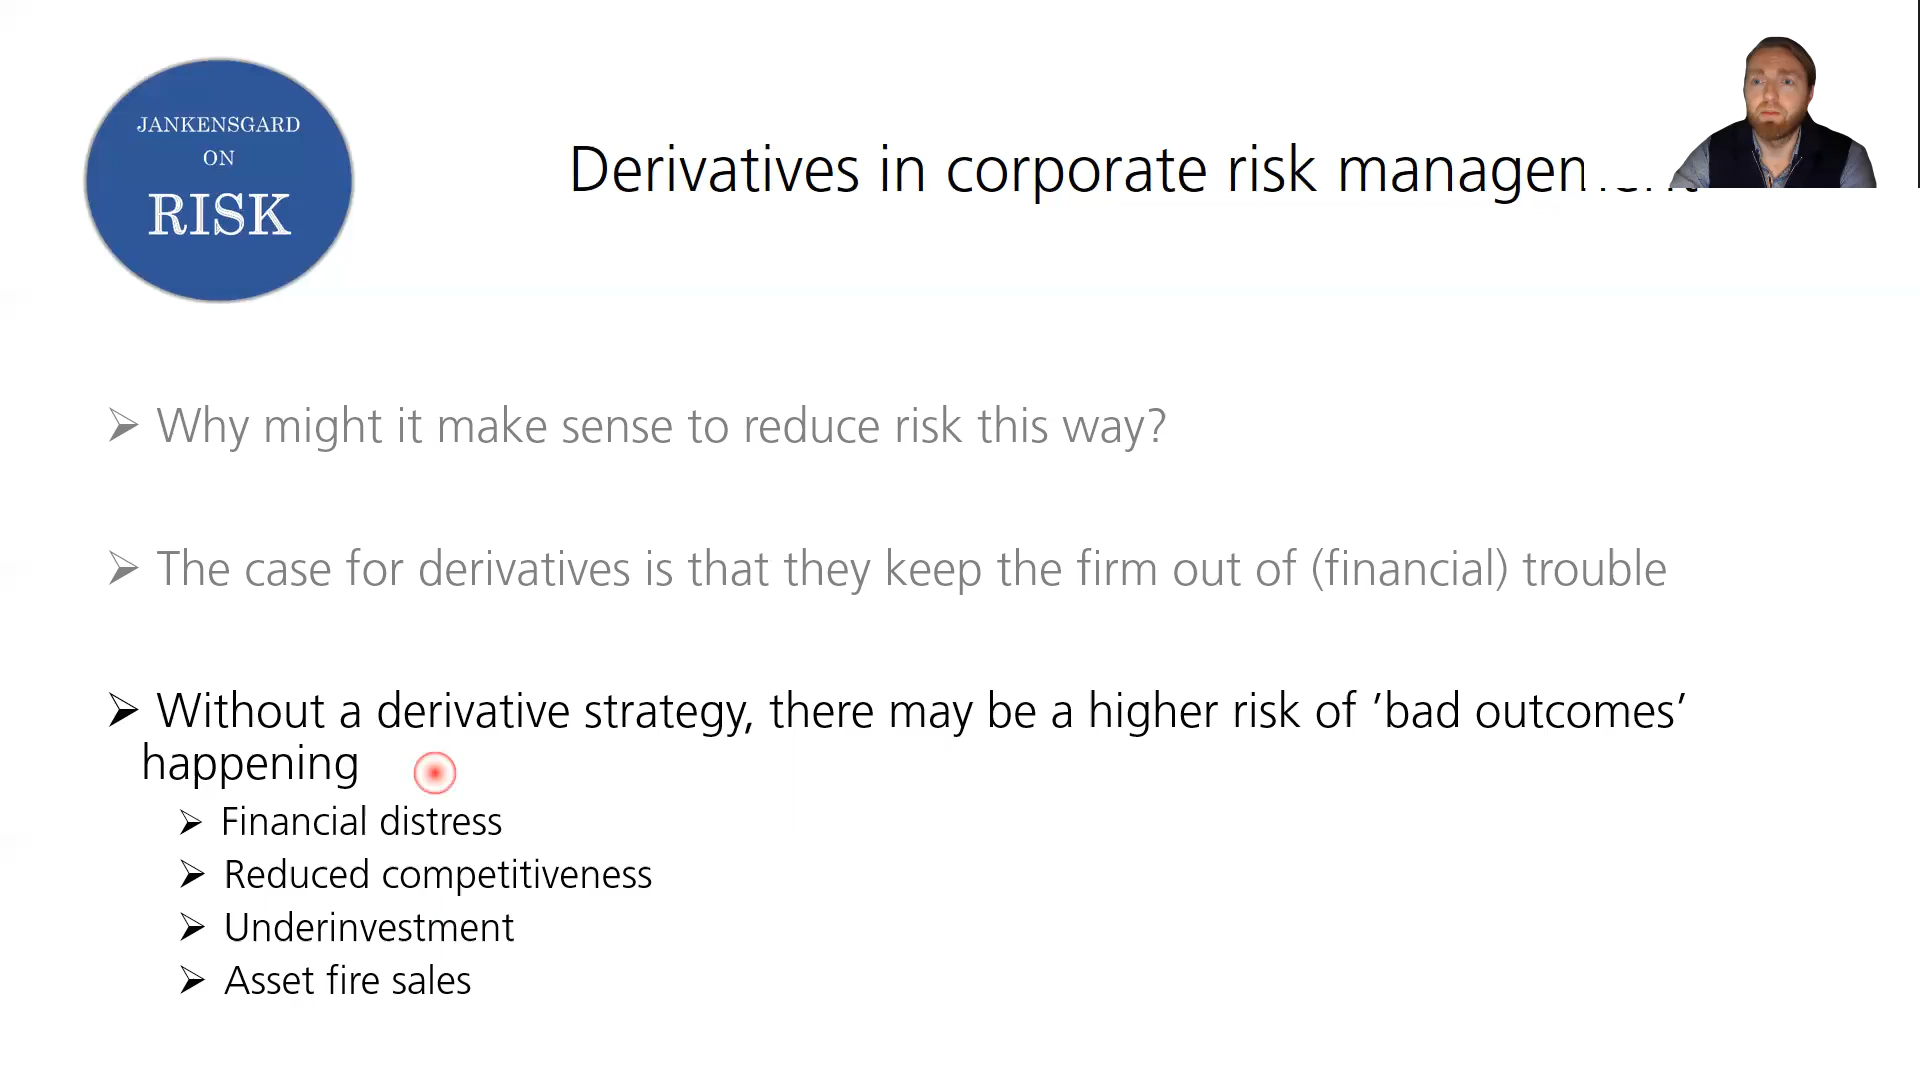 JANKENSGARD
ON
RISK
Derivatives in corporate risk management
➢ Why might it make sense to reduce risk this way?
➢ The case for derivatives is that they keep the firm out of (financial) trouble
➢ Without a derivative strategy, there may be a higher risk of ’bad outcomes’
happening
➢ Financial distress
➢ Reduced competitiveness
➢ Underinvestment
➢ Asset fire sales